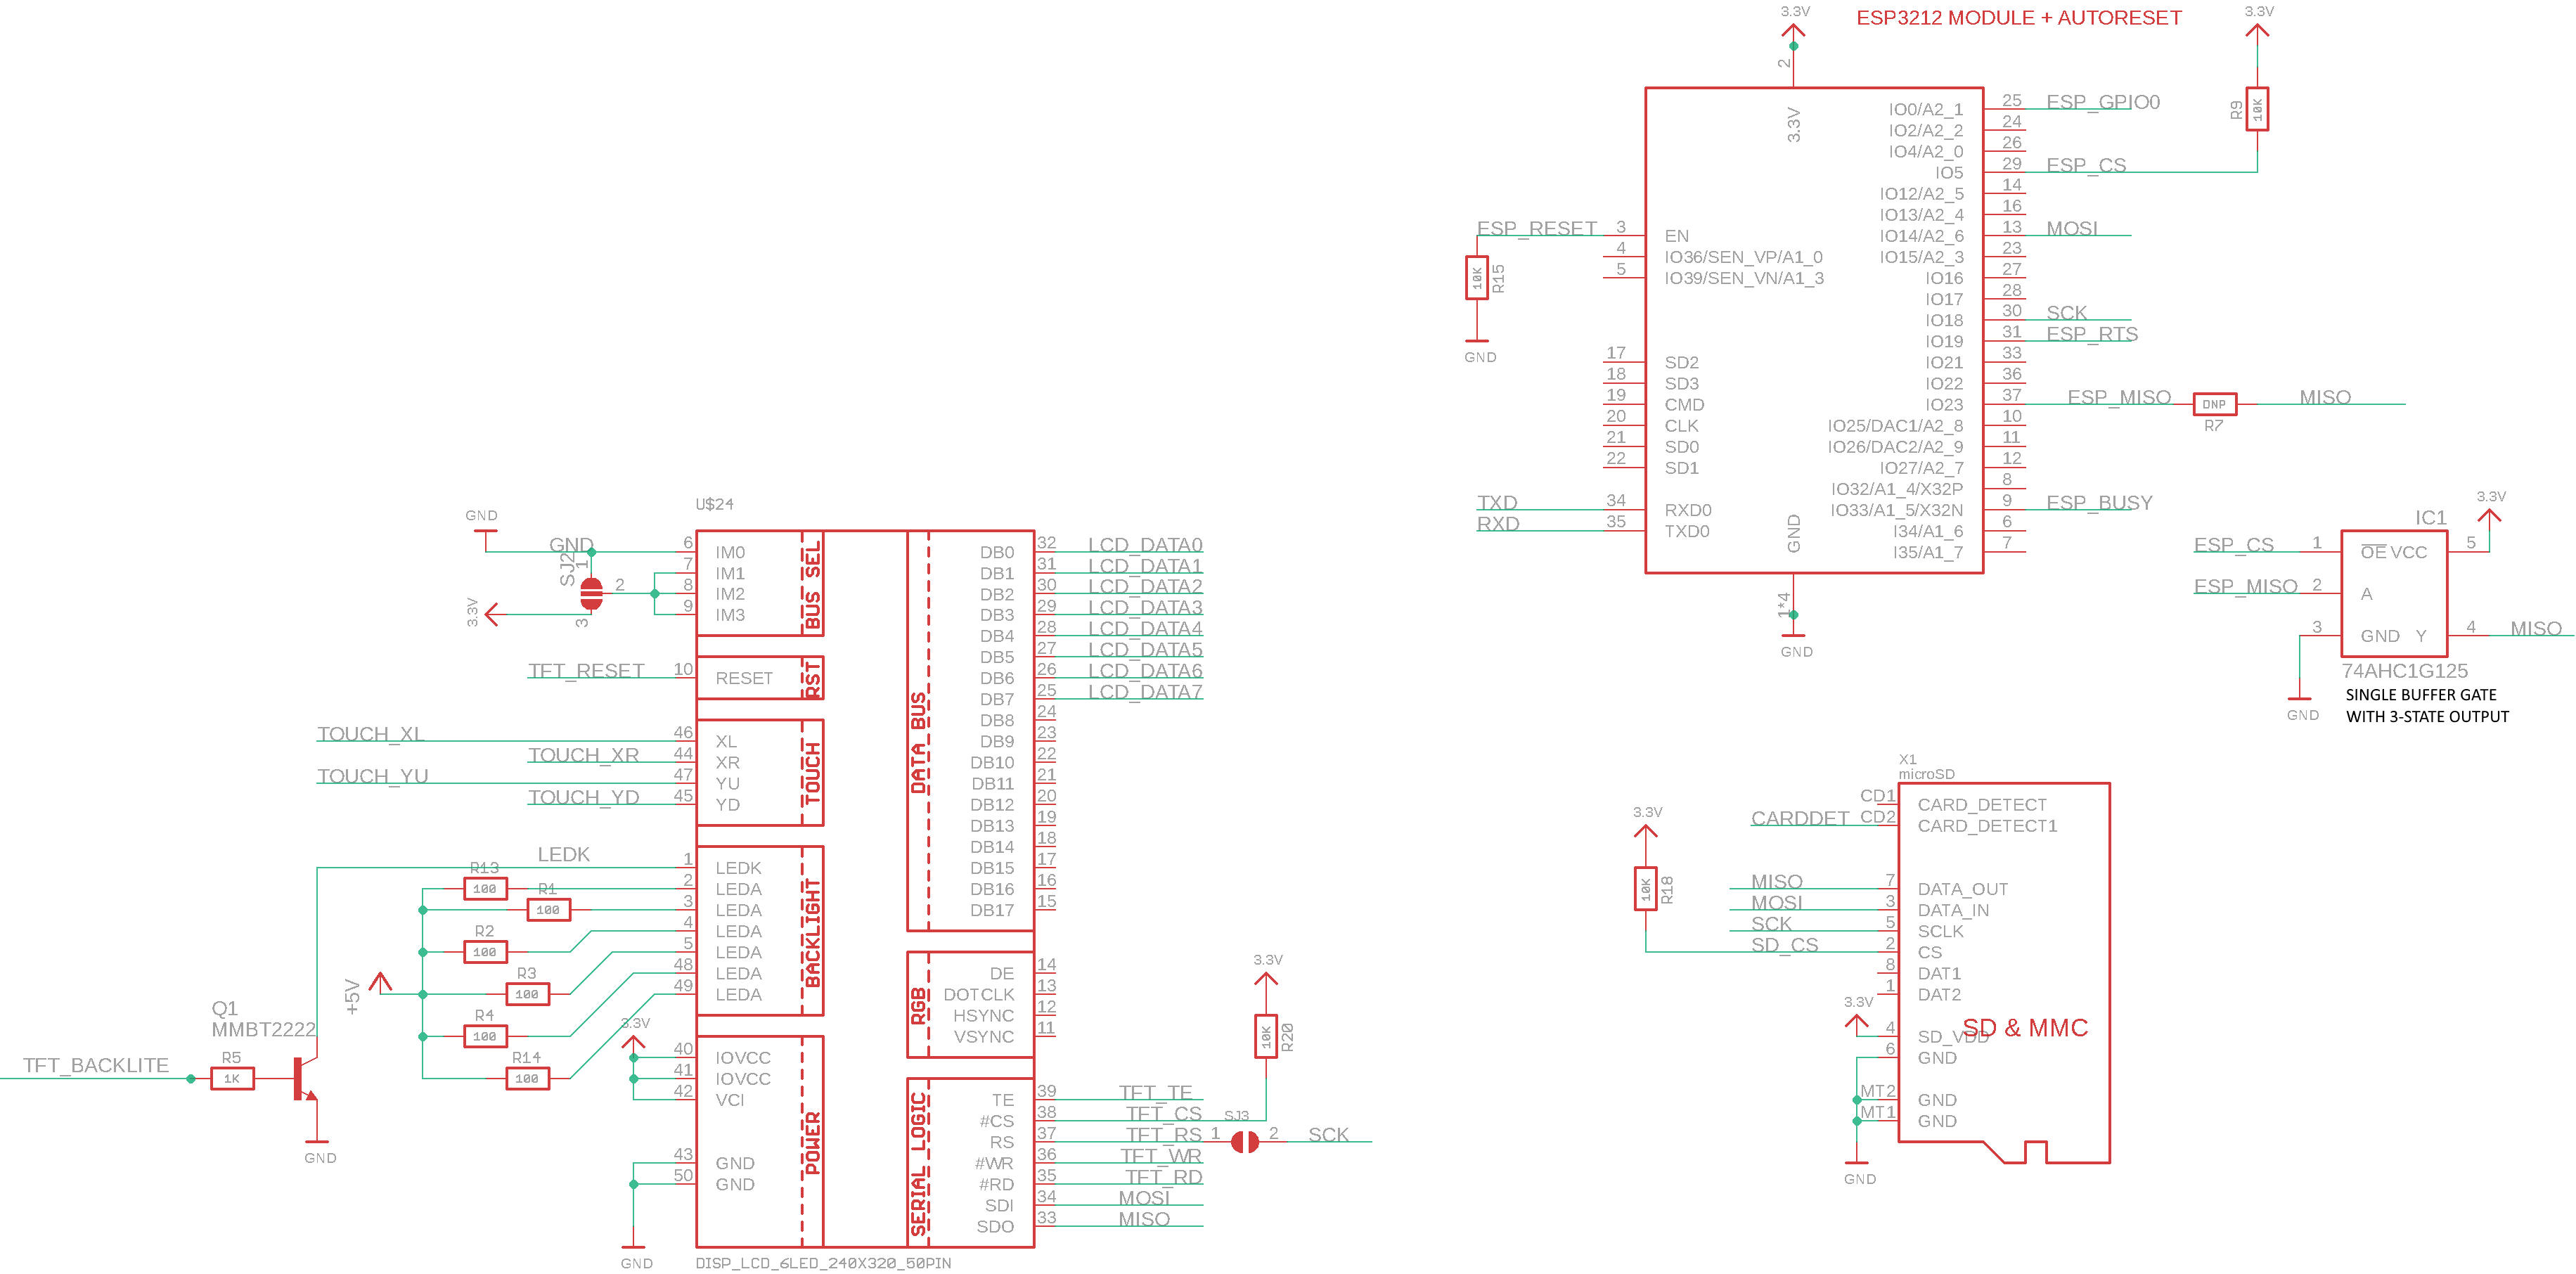 ESP3212 MODULE + AUTORESET
3.3V
2
3.3V
GND
1*4
GND
ESP_RESET 3 EN
4 IO36/SEN_VP/A1_0
5 IO39/SEN_VN/A1_3
R15
10K
GND
17 SD2
18 SD3
19 CMD
20 CLK
21 SD0
22 SD1
TXD 34 RXD0
RXD 35 TXD0
IO0/A2_1 25 ESP_GPIO0
IO2/A2_2 24
IO4/A2_0 26
IO5 29 ESP_CS
IO12/A2_5 14
IO13/A2_4 16
IO14/A2_6 13 MOSI
IO15/A2_3 23
IO16 27
IO17 28
IO18 30 SCK
IO19 31 ESP_RTS
IO21 33
IO22 36
IO23 37 ESP_MISO DNP MISO
R7
IO25/DAC1/A2_8 10
IO26/DAC2/A2_9 11
IO27/A2_7 12
IO32/A1_4/X32P 8
IO33/A1_5/X32N 9 ESP_BUSY
I34/A1_6 6
I35/A1_7 7
3.3V
R9
10K
IC1
3.3V
ESP_CS 1 OE VCC 5
ESP_MISO 2 A
3 GND Y 4 MISO
GND
74AHC1G125
SINGLE BUFFER GATE
WITH 3-STATE OUTPUT
U$24
GND
GND 6 IM0
7 IM1
8 IM2
9 IM3
SJ2
1
2
3
3.3V
BUS SEL
TFT_RESET 10 RESET
RST
TOUCH_XL 46 XL
TOUCH_XR 44 XR
TOUCH_YU 47 YU
TOUCH_YD 45 YD
TOUCH
LEDK 1 LEDK
R13 100 2 LEDA
R1 100 3 LEDA
R2 100 4 LEDA
R3 100 5 LEDA
R4 100 48 LEDA
R14 100 49 LEDA
BACKLIGHT
+5V
Q1
MMBT2222
TFT_BACKLITE
R5
1K
GND
3.3V
40 IOVCC
41 IOVCC
42 VCI
43 GND
50 GND
POWER
GND
DATA BUS
DB0 32 LCD_DATA0
DB1 31 LCD_DATA1
DB2 30 LCD_DATA2
DB3 29 LCD_DATA3
DB4 28 LCD_DATA4
DB5 27 LCD_DATA5
DB6 26 LCD_DATA6
DB7 25 LCD_DATA7
DB8 24
DB9 23
DB10 22
DB11 21
DB12 20
DB13 19
DB14 18
DB15 17
DB16 16
DB17 15
RGB
DE 14
DOTCLK 13
HSYNC 12
VSYNC 11
SERIAL LOGIC
TE 39 TFT_TE
#CS 38 TFT_CS
RS 37 TFT_RS 1 SJ3 2 SCK
#WR 36 TFT_WR
#RD 35 TFT_RD
SDI 34 MOSI
SDO 33 MISO
3.3V
10K
R20
DISP_LCD_6LED_240X320_50PIN
X1
microSD
CD1 CARD_DETECT
CARDDET CD2 CARD_DETECT1
3.3V
10K
R18
MISO 7 DATA_OUT
MOSI 3 DATA_IN
SCK 5 SCLK
SD_CS 2 CS
8 DAT1
1 DAT2
3.3V
4 SD_VDD
SD & MMC
6 GND
MT2 GND
MT1 GND
GND